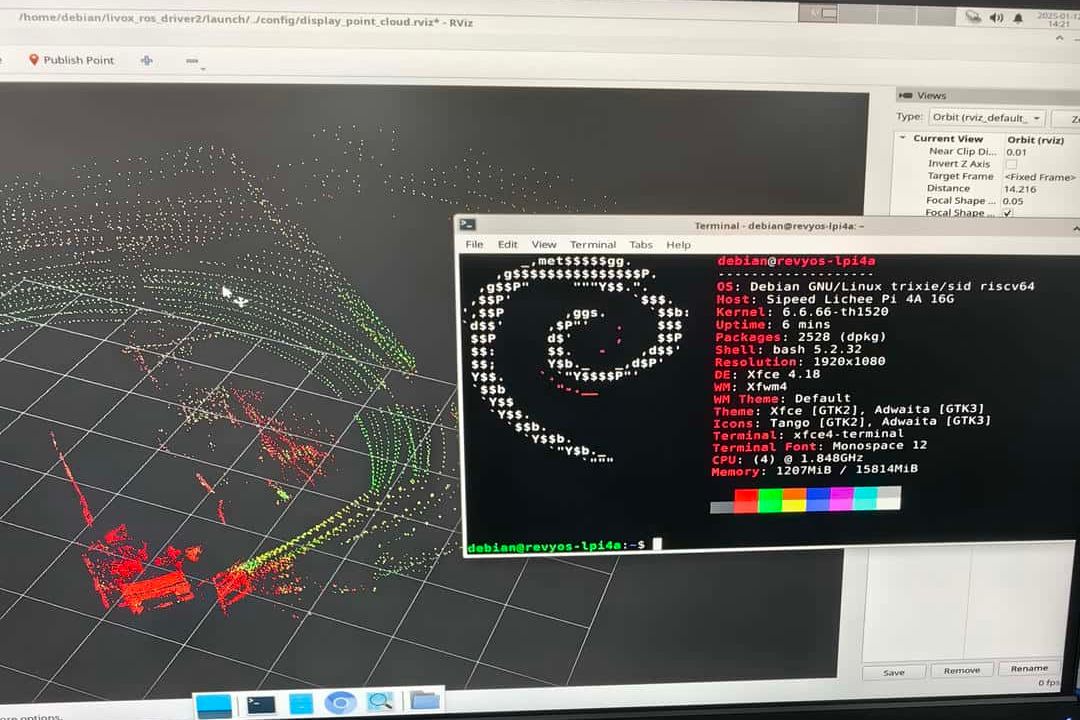 /home/debian/livox_ros_driver2/launch/../config/display_point_cloud.rviz* - RViz
2025-01-1
14:21
Publish Point
Views
Type: Orbit (rviz_default_
Current View Orbit (rviz)
Near Clip Di... 0.01
Invert Z Axis
Target Frame <Fixed Frame>
Distance 14.216
Focal Shape ... 0.05
Focal Shape ...
Terminal - debian@revyos-lpi4a: ~
File Edit View Terminal Tabs Help
debian@revyos-lpi4a
--------------------
OS: Debian GNU/Linux trixie/sid riscv64
Host: Sipeed Lichee Pi 4A 16G
Kernel: 6.6.66-th1520
Uptime: 6 mins
Packages: 2528 (dpkg)
Shell: bash 5.2.32
Resolution: 1920x1080
DE: Xfce 4.18
WM: Xfwm4
WM Theme: Default
Theme: Xfce [GTK2], Adwaita [GTK3]
Icons: Tango [GTK2], Adwaita [GTK3]
Terminal: xfce4-terminal
Terminal Font: Monospace 12
CPU: (4) @ 1.848GHz
Memory: 1207MiB / 15814MiB
debian@revyos-lpi4a:~$
Save Remove Rename
0 fps
ore options.